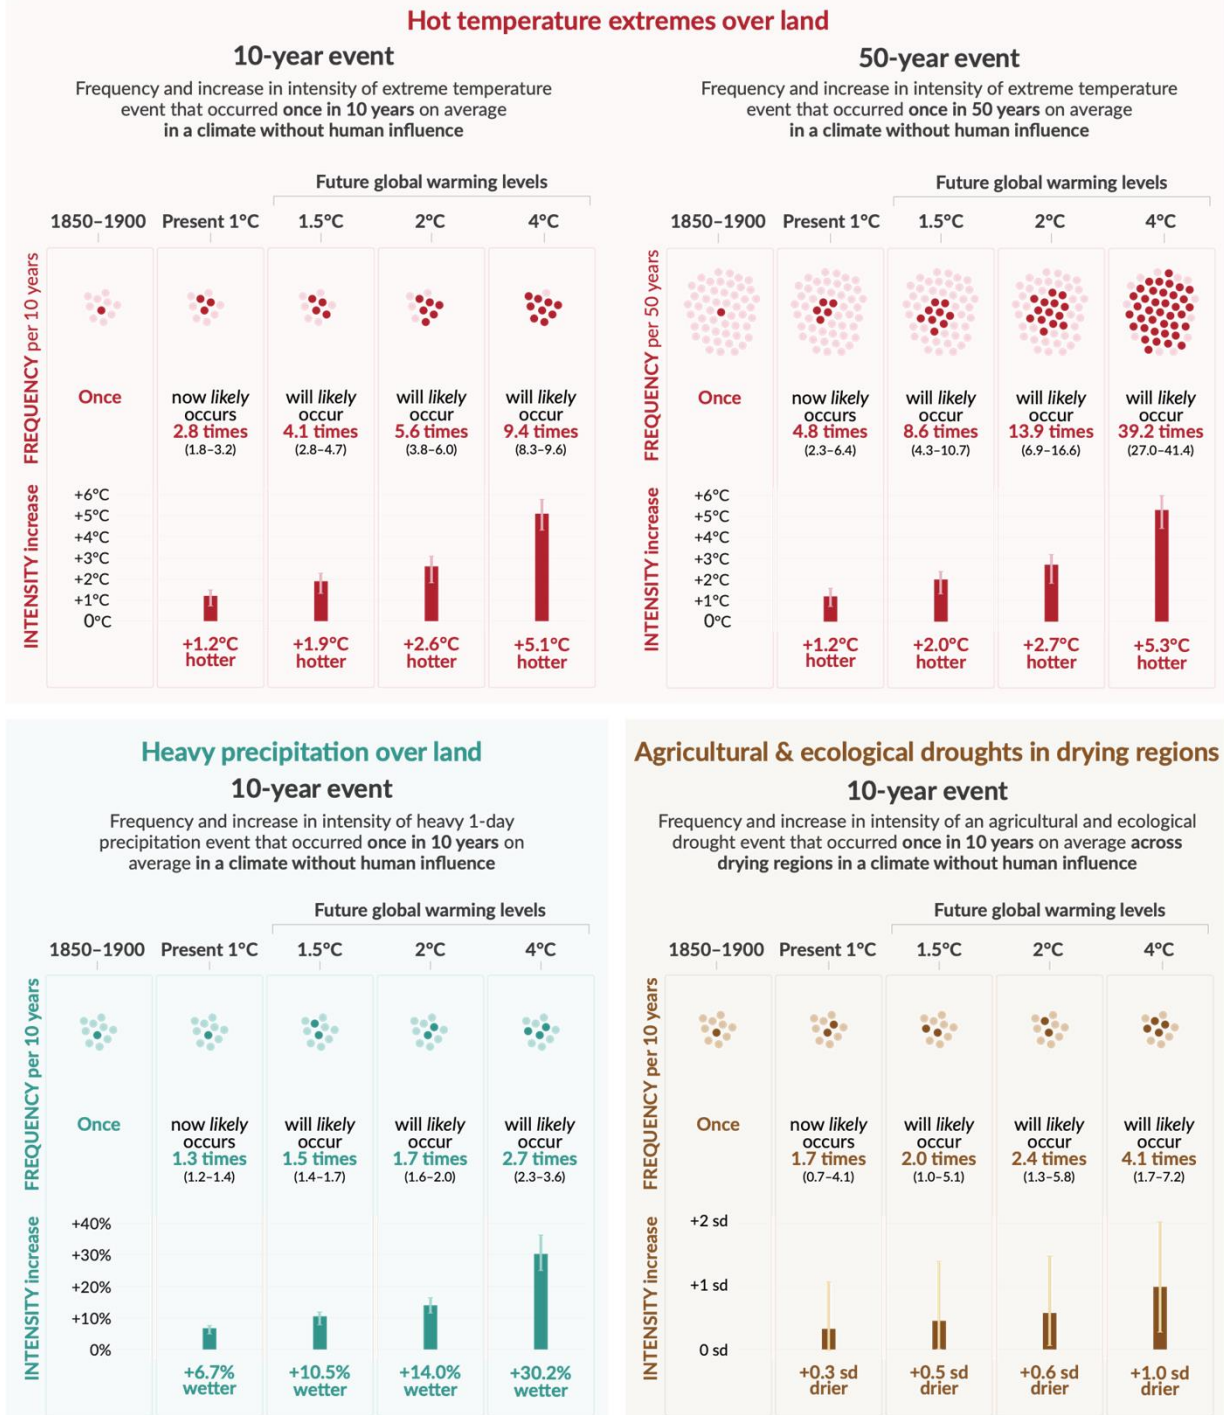 Hot temperature extremes over land
10-year event
Frequency and increase in intensity of extreme temperature
event that occurred once in 10 years on average
in a climate without human influence
Future global warming levels
1850–1900 Present 1°C 1.5°C 2°C 4°C
FREQUENCY per 10 years
Once
now likely occurs 2.8 times (1.8–3.2)
will likely occur 4.1 times (2.8–4.7)
will likely occur 5.6 times (3.8–6.0)
will likely occur 9.4 times (8.3–9.6)
INTENSITY increase
+6°C
+5°C
+4°C
+3°C
+2°C
+1°C
0°C
+1.2°C hotter
+1.9°C hotter
+2.6°C hotter
+5.1°C hotter
50-year event
Frequency and increase in intensity of extreme temperature
event that occurred once in 50 years on average
in a climate without human influence
Future global warming levels
1850–1900 Present 1°C 1.5°C 2°C 4°C
FREQUENCY per 50 years
Once
now likely occurs 4.8 times (2.3–6.4)
will likely occur 8.6 times (4.3–10.7)
will likely occur 13.9 times (6.9–16.6)
will likely occur 39.2 times (27.0–41.4)
INTENSITY increase
+6°C
+5°C
+4°C
+3°C
+2°C
+1°C
0°C
+1.2°C hotter
+2.0°C hotter
+2.7°C hotter
+5.3°C hotter
Heavy precipitation over land
10-year event
Frequency and increase in intensity of heavy 1-day
precipitation event that occurred once in 10 years on
average in a climate without human influence
Future global warming levels
1850–1900 Present 1°C 1.5°C 2°C 4°C
FREQUENCY per 10 years
Once
now likely occurs 1.3 times (1.2–1.4)
will likely occur 1.5 times (1.4–1.7)
will likely occur 1.7 times (1.6–2.0)
will likely occur 2.7 times (2.3–3.6)
INTENSITY increase
+40%
+30%
+20%
+10%
0%
+6.7% wetter
+10.5% wetter
+14.0% wetter
+30.2% wetter
Agricultural & ecological droughts in drying regions
10-year event
Frequency and increase in intensity of an agricultural and ecological
drought event that occurred once in 10 years on average across
drying regions in a climate without human influence
Future global warming levels
1850–1900 Present 1°C 1.5°C 2°C 4°C
FREQUENCY per 10 years
Once
now likely occurs 1.7 times (0.7–4.1)
will likely occur 2.0 times (1.0–5.1)
will likely occur 2.4 times (1.3–5.8)
will likely occur 4.1 times (1.7–7.2)
INTENSITY increase
+2 sd
+1 sd
0 sd
+0.3 sd drier
+0.5 sd drier
+0.6 sd drier
+1.0 sd drier